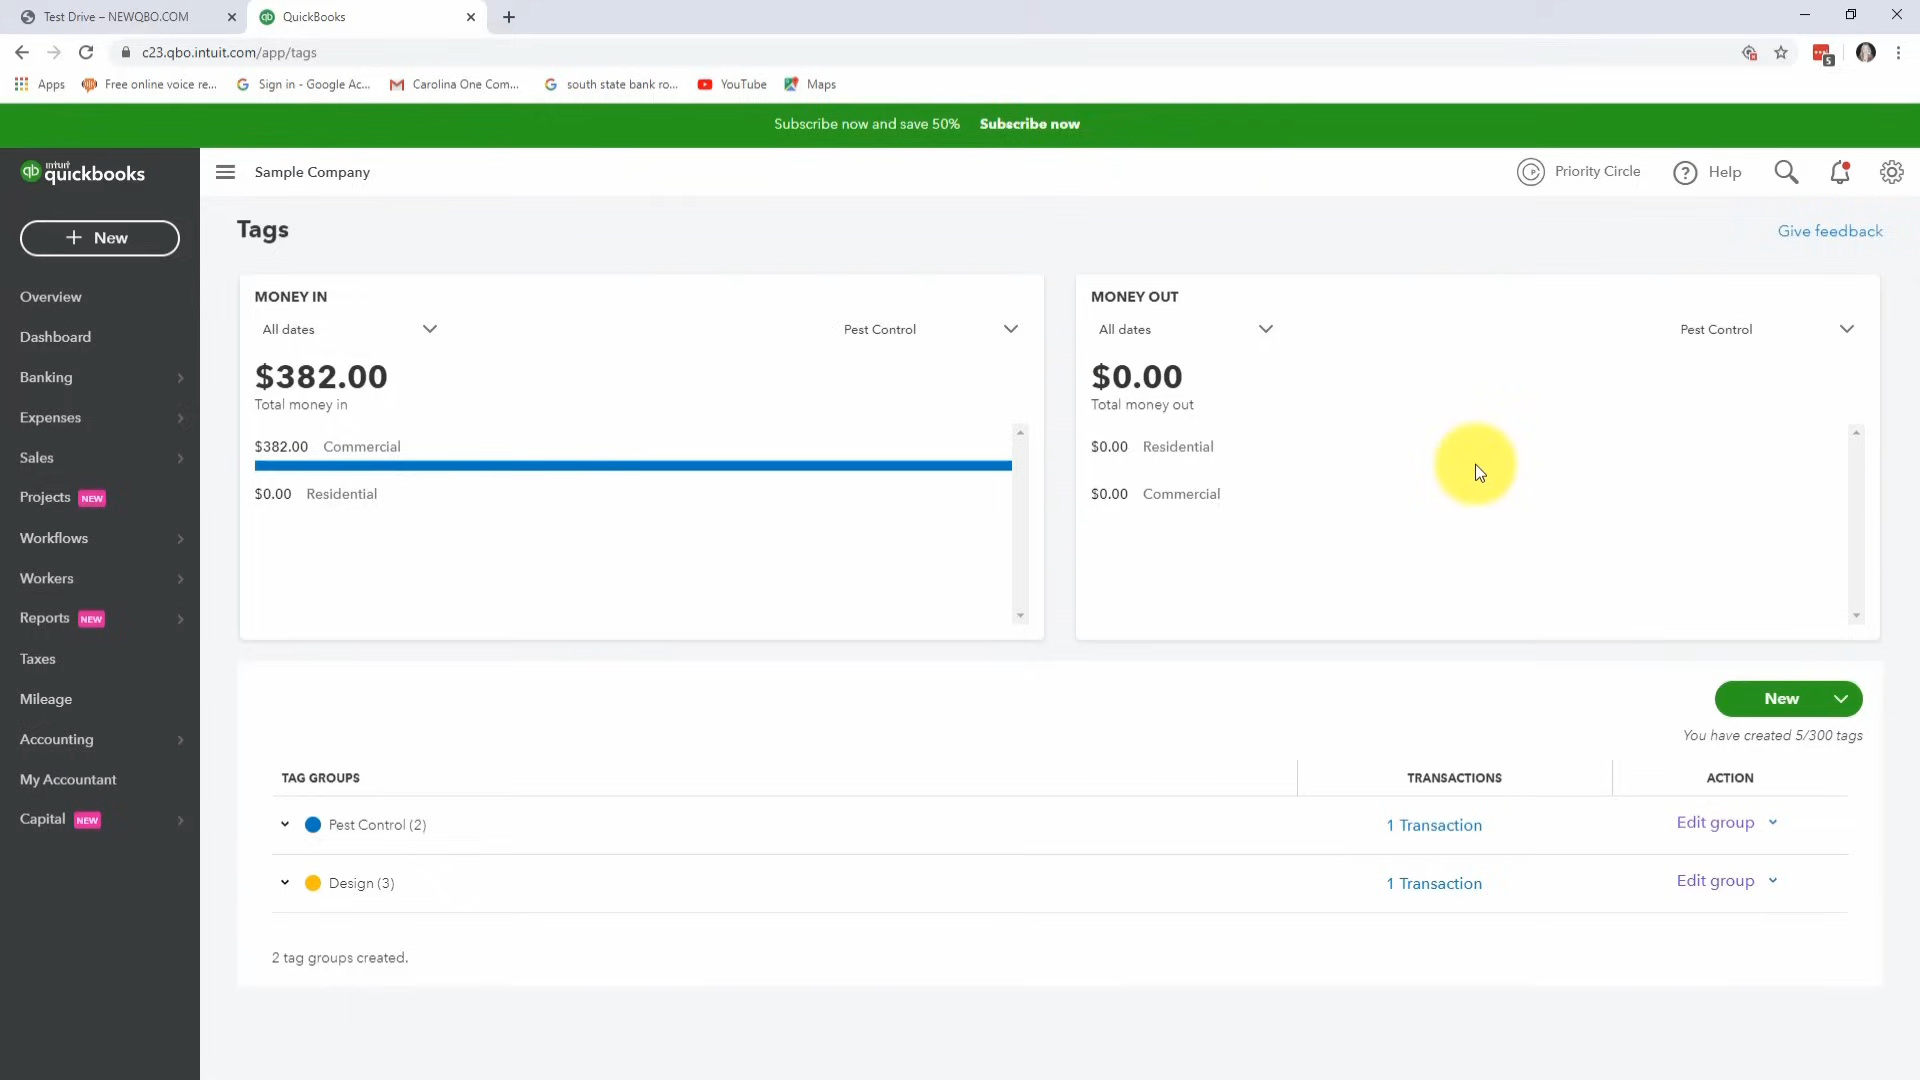 Test Drive – NEWQBO.COM
QuickBooks
c23.qbo.intuit.com/app/tags
5
Apps
Free online voice re...
Sign in - Google Ac...
Carolina One Com...
south state bank ro...
YouTube
Maps
Subscribe now and save 50% Subscribe now
intuit
quickbooks
Sample Company
Priority Circle
Help
+ New
Overview
Dashboard
Banking
Expenses
Sales
Projects NEW
Workflows
Workers
Reports NEW
Taxes
Mileage
Accounting
My Accountant
Capital NEW
Tags
Give feedback
MONEY IN
All dates
Pest Control
$382.00
Total money in
$382.00 Commercial
$0.00 Residential
MONEY OUT
All dates
Pest Control
$0.00
Total money out
$0.00 Residential
$0.00 Commercial
New
You have created 5/300 tags
TAG GROUPS
TRANSACTIONS
ACTION
Pest Control (2)
1 Transaction
Edit group
Design (3)
1 Transaction
Edit group
2 tag groups created.